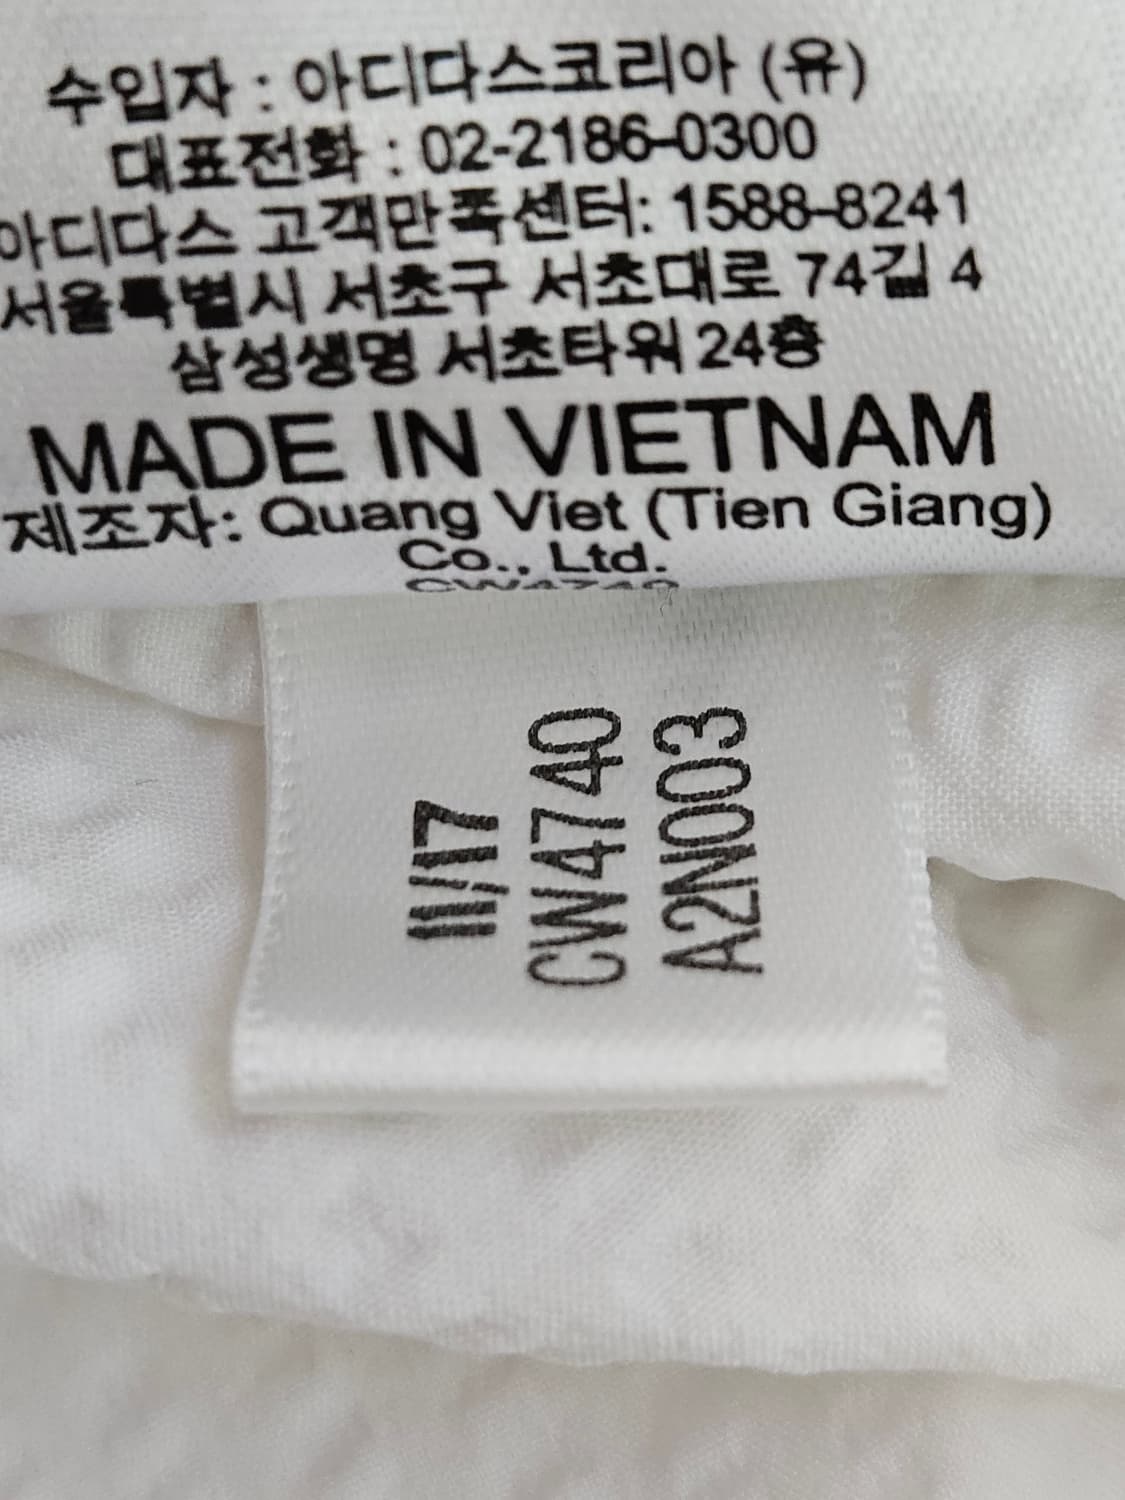 수입자 : 아디다스코리아 (유)
대표전화 : 02-2186-0300
아디다스 고객만족센터: 1588-8241
서울특별시 서초구 서초대로 74길 4
삼성생명 서초타워 24층
MADE IN VIETNAM
제조자: Quang Viet (Tien Giang)
Co., Ltd.
CW4740
11/17
CW4740
A2N003